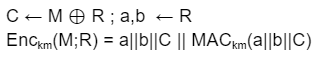 C ← M ⊕ R ; a,b ← R
Enc_km(M;R) = a||b||C || MAC_km(a||b||C)